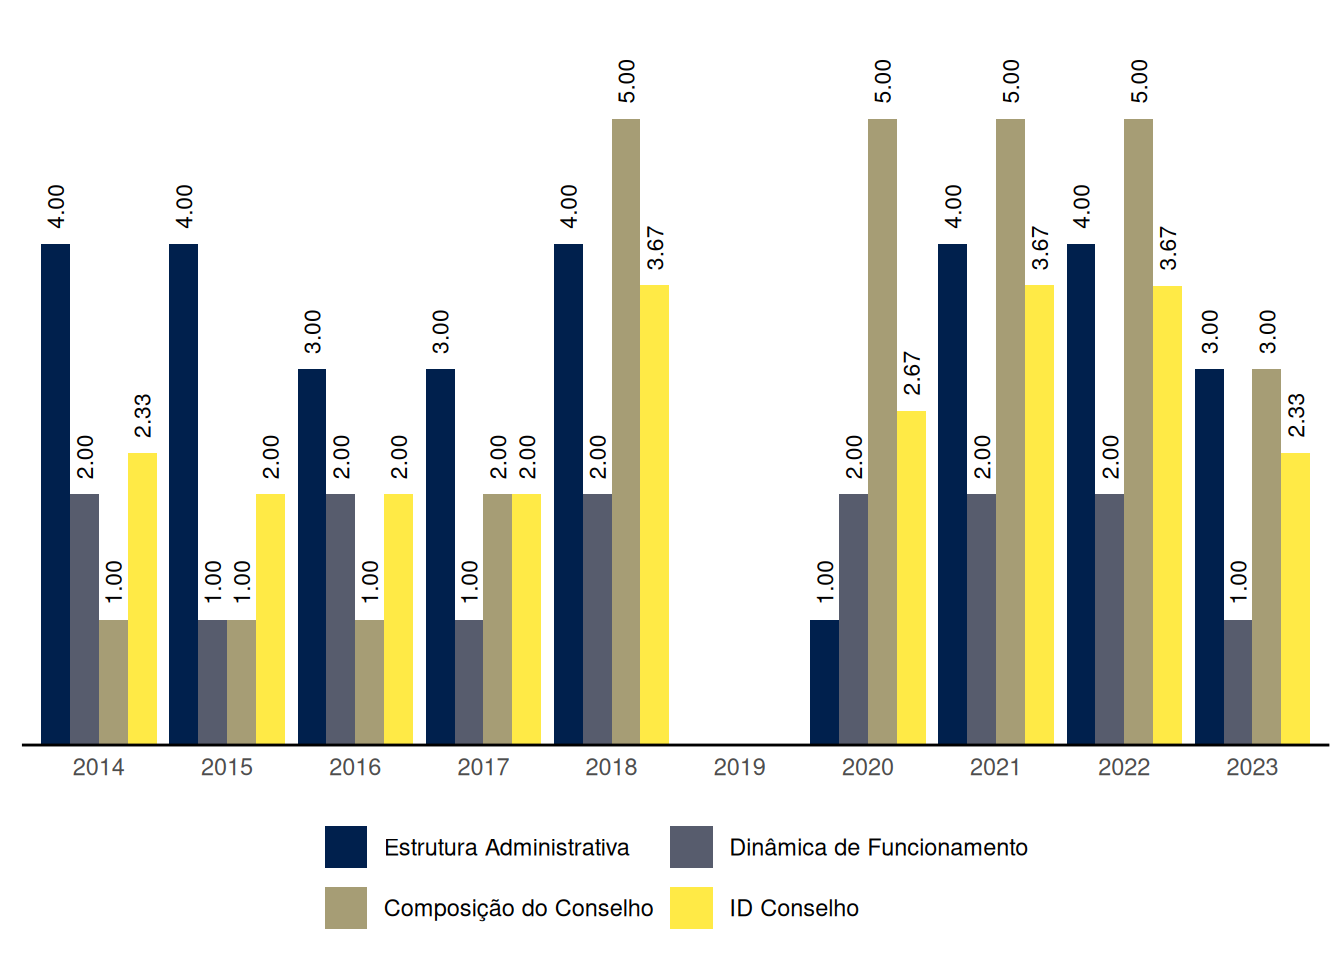 4.00 2.00 1.00 2.33
4.00 1.00 1.00 2.00
3.00 2.00 1.00 2.00
3.00 1.00 2.00 2.00
4.00 2.00 5.00 3.67
1.00 2.00 5.00 2.67
4.00 2.00 5.00 3.67
4.00 2.00 5.00 3.67
3.00 1.00 3.00 2.33
2014 2015 2016 2017 2018 2019 2020 2021 2022 2023
Estrutura Administrativa Dinâmica de Funcionamento
Composição do Conselho ID Conselho